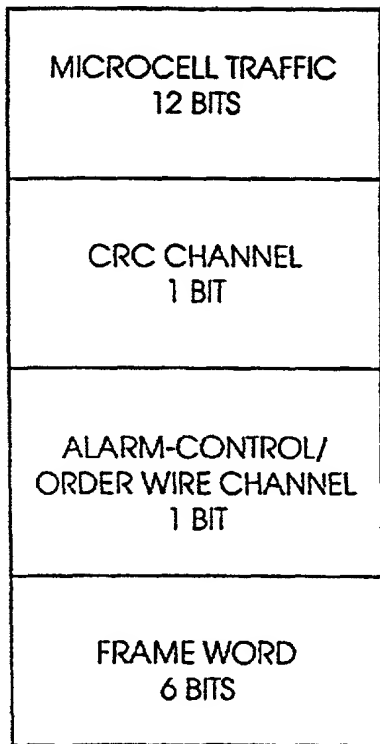 MICROCELL TRAFFIC
12 BITS
CRC CHANNEL
1 BIT
ALARM-CONTROL/
ORDER WIRE CHANNEL
1 BIT
FRAME WORD
6 BITS